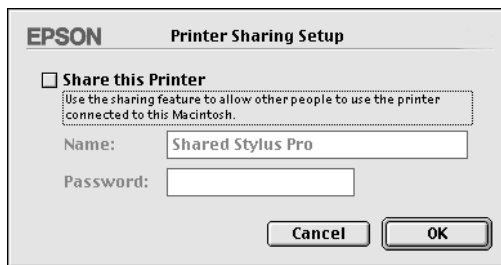 EPSON Printer Sharing Setup
Share this Printer
Use the sharing feature to allow other people to use the printer
connected to this Macintosh.
Name: Shared Stylus Pro
Password:
Cancel OK